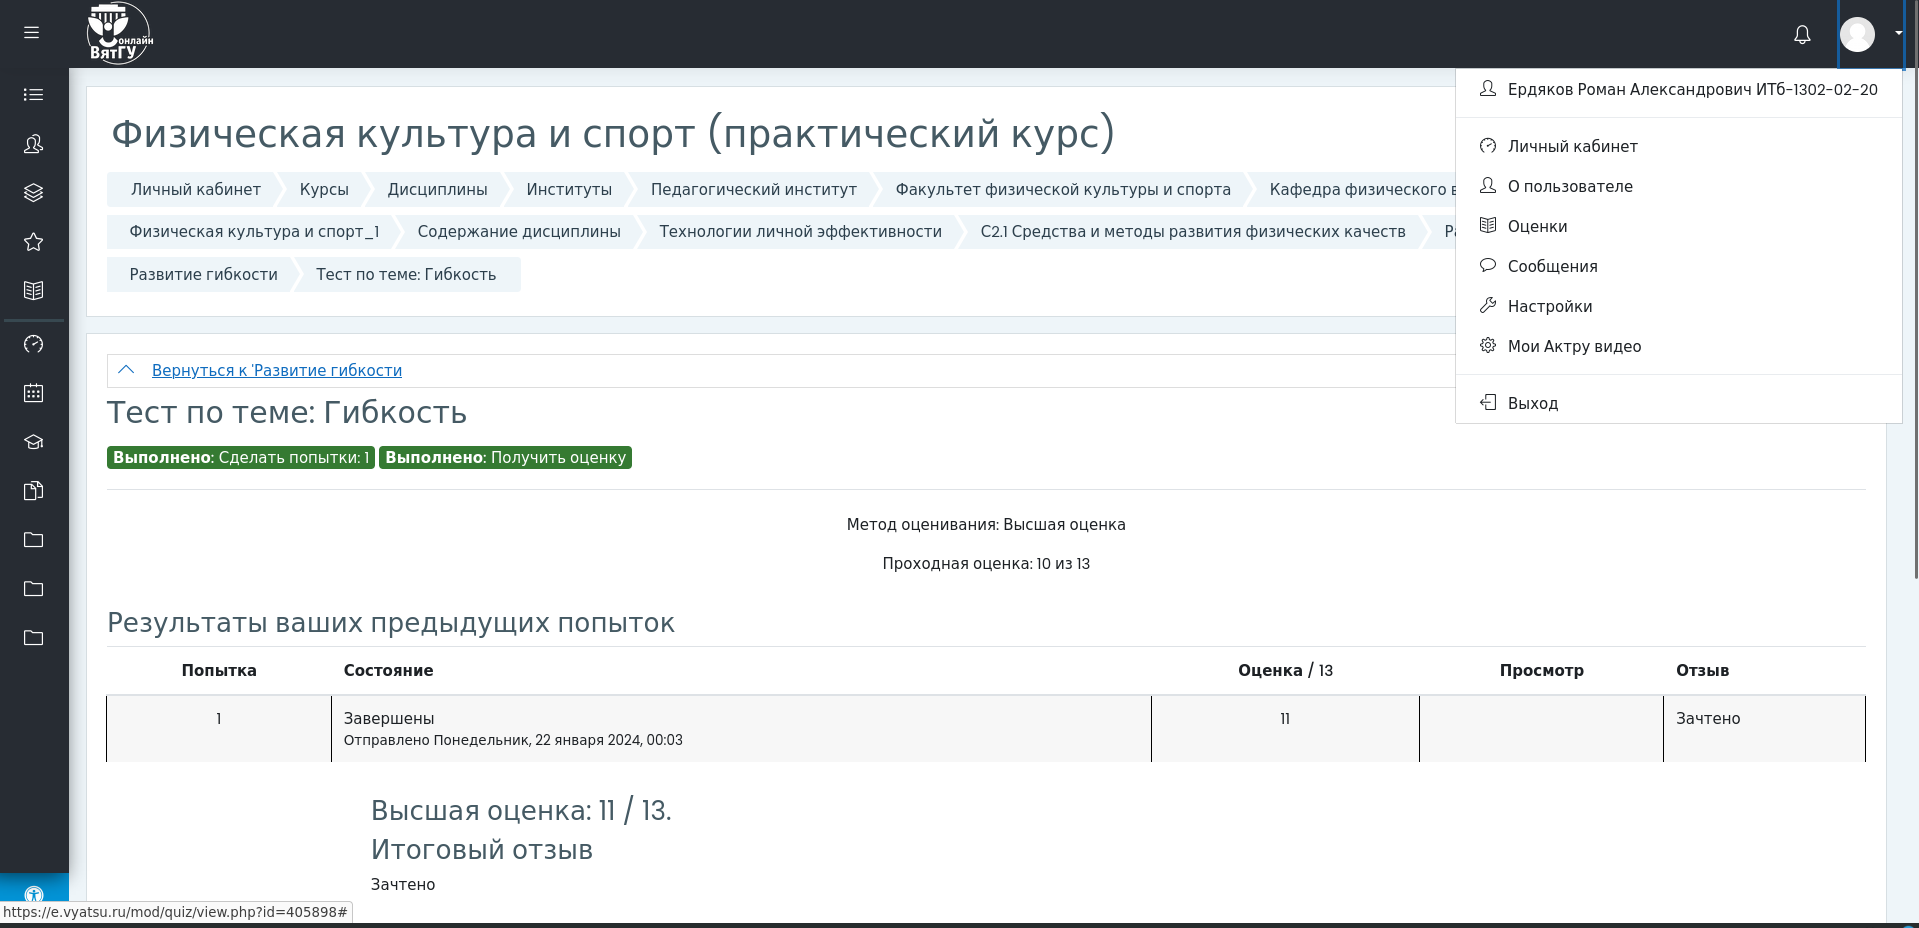 онлайн
ВятГУ
Ердяков Роман Александрович ИТб-1302-02-20
Личный кабинет
О пользователе
Оценки
Сообщения
Настройки
Мои Актру видео
Выход
Физическая культура и спорт (практический курс)
Личный кабинет Курсы Дисциплины Институты Педагогический институт Факультет физической культуры и спорта Кафедра физического
Физическая культура и спорт_1 Содержание дисциплины Технологии личной эффективности С2.1 Средства и методы развития физических качеств
Развитие гибкости Тест по теме: Гибкость
Вернуться к 'Развитие гибкости
Тест по теме: Гибкость
Выполнено: Сделать попытки: 1 Выполнено: Получить оценку
Метод оценивания: Высшая оценка
Проходная оценка: 10 из 13
Результаты ваших предыдущих попыток
Попытка Состояние Оценка / 13 Просмотр Отзыв
1 Завершены 11 Зачтено
Отправлено Понедельник, 22 января 2024, 00:03
Высшая оценка: 11 / 13.
Итоговый отзыв
Зачтено
https://e.vyatsu.ru/mod/quiz/view.php?id=405898#